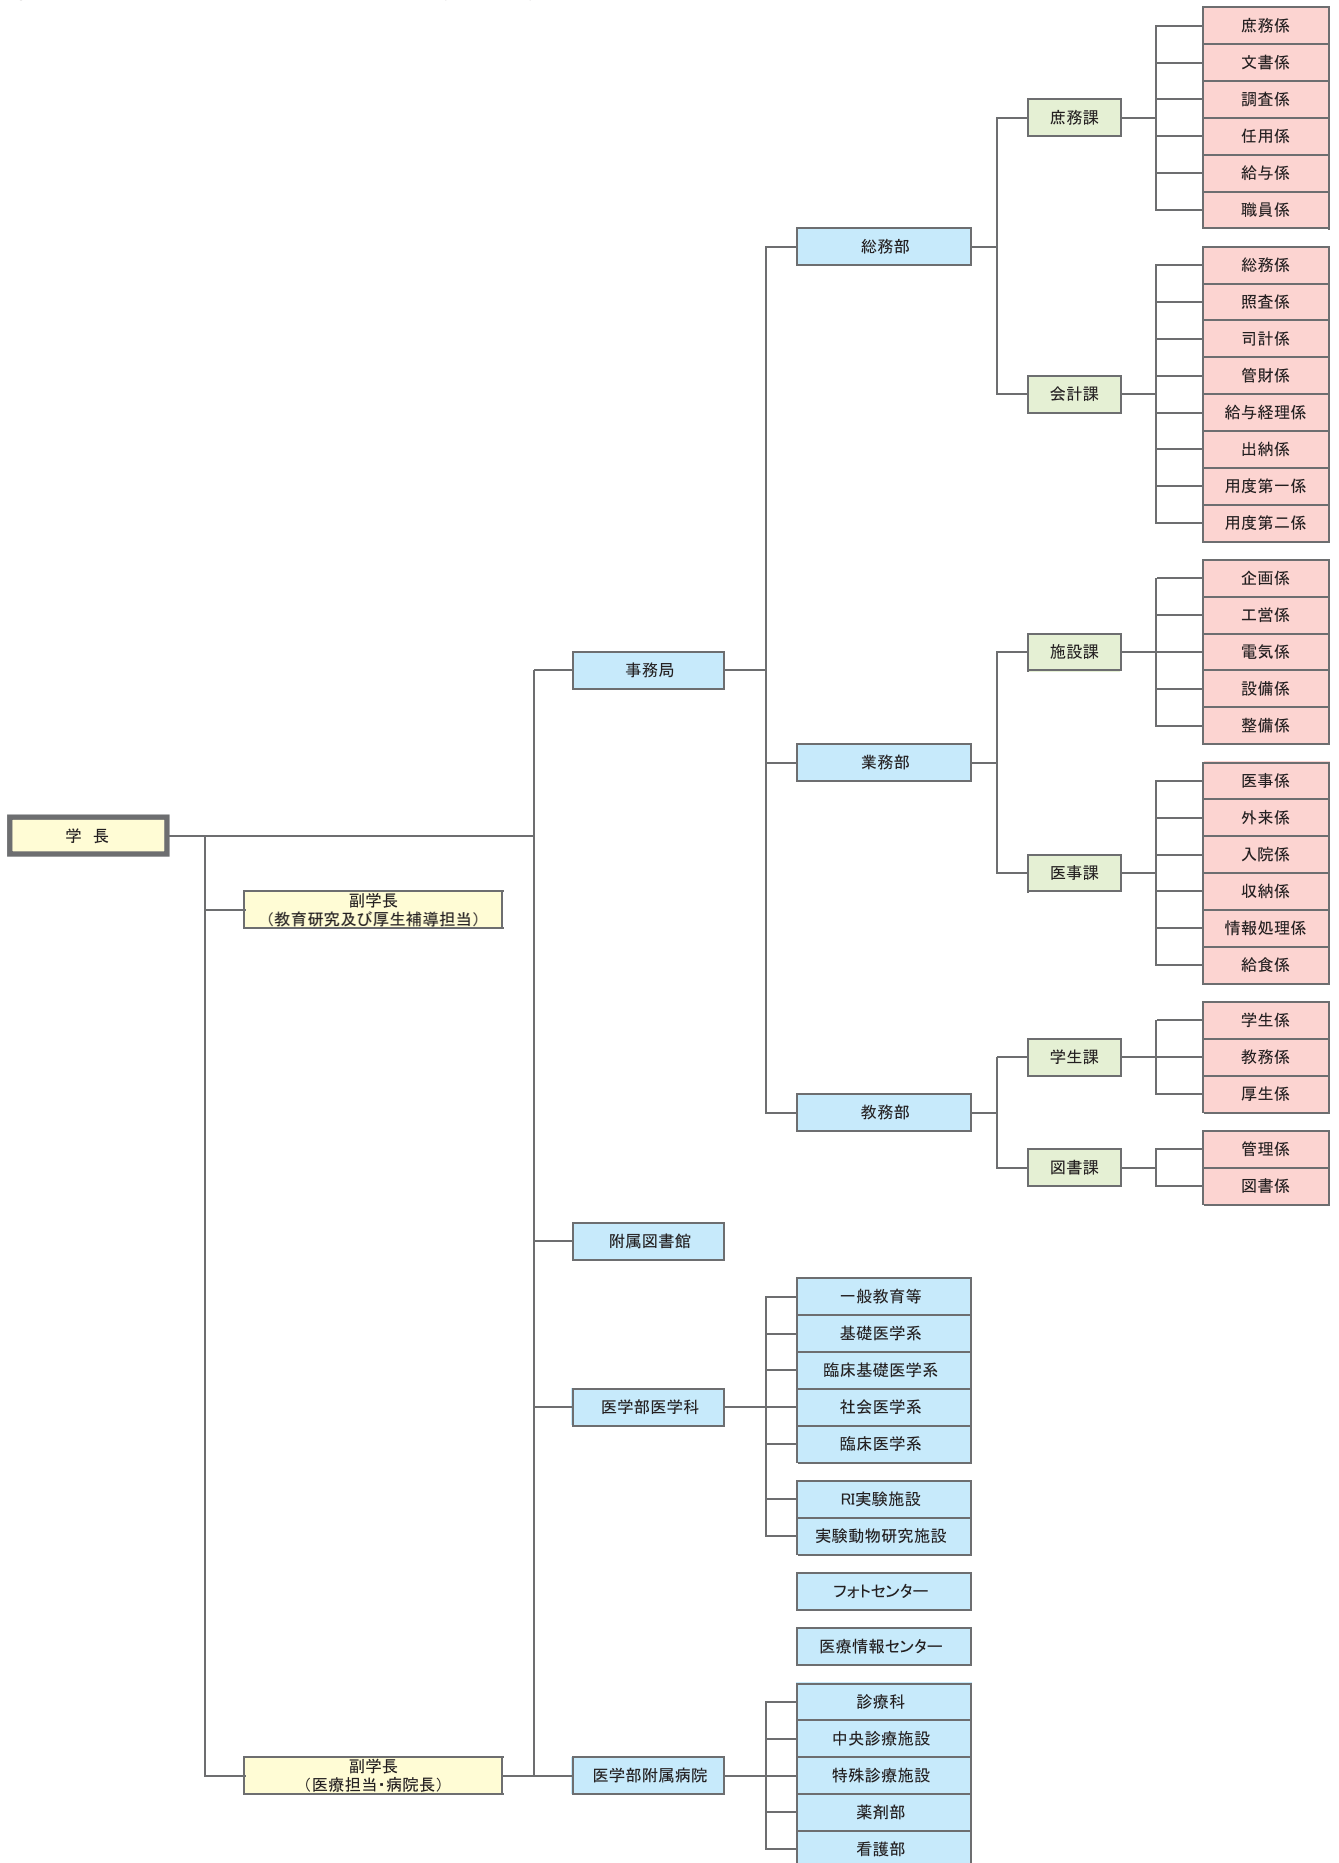 学 長
副学長
（教育研究及び厚生補導担当）
副学長
（医療担当・病院長）
事務局
総務部
庶務課
庶務係
文書係
調査係
任用係
給与係
職員係
会計課
総務係
照査係
司計係
管財係
給与経理係
出納係
用度第一係
用度第二係
業務部
施設課
企画係
工営係
電気係
設備係
整備係
医事課
医事係
外来係
入院係
収納係
情報処理係
給食係
教務部
学生課
学生係
教務係
厚生係
図書課
管理係
図書係
附属図書館
医学部医学科
一般教育等
基礎医学系
臨床基礎医学系
社会医学系
臨床医学系
RI実験施設
実験動物研究施設
フォトセンター
医療情報センター
医学部附属病院
診療科
中央診療施設
特殊診療施設
薬剤部
看護部